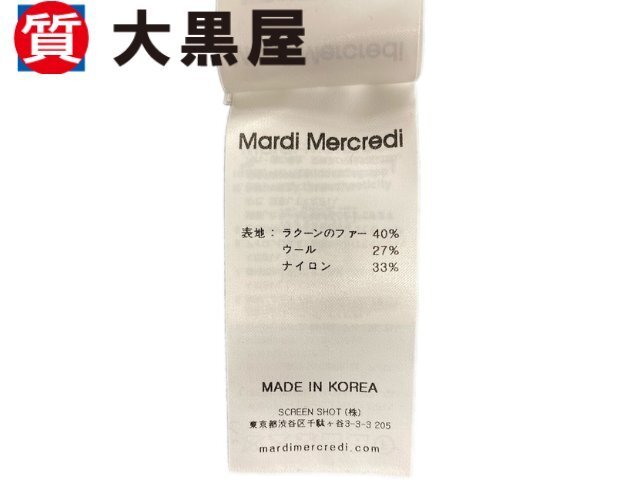 質 大黒屋
Mercredi
Mardi Mercredi
表地：ラクーンのファー 40%
ウール 27%
ナイロン 33%
MADE IN KOREA
SCREEN SHOT (株)
東京都渋谷区千駄ヶ谷3-3-3 205
mardimercredi.com